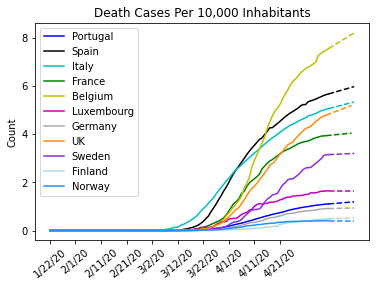 Death Cases Per 10,000 Inhabitants
8
6
4
2
0
Count
Portugal
Spain
Italy
France
Belgium
Luxembourg
Germany
UK
Sweden
Finland
Norway
1/22/20
2/1/20
2/11/20
2/21/20
3/2/20
3/12/20
3/22/20
4/1/20
4/11/20
4/21/20